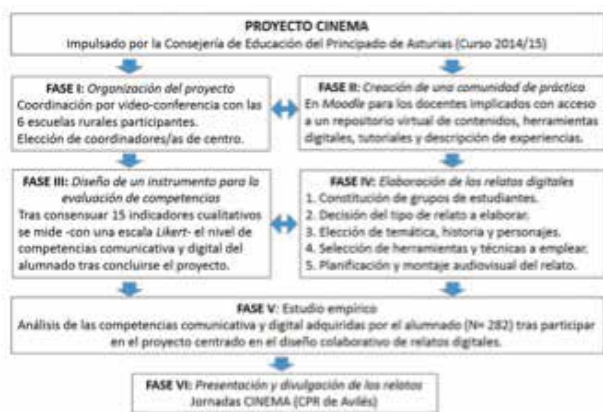 PROYECTO CINEMA
Impulsado por la Consejería de Educación del Principado de Asturias (Curso 2014/15)
FASE I: Organización del proyecto
Coordinación por video-conferencia con las
6 escuelas rurales participantes.
Elección de coordinadores/as de centro.
FASE II: Creación de una comunidad de práctica
En Moodle para los docentes implicados con acceso
a un repositorio virtual de contenidos, herramientas
digitales, tutoriales y descripción de experiencias.
FASE III: Diseño de un instrumento para la
evaluación de competencias
Tras consensuar 15 indicadores cualitativos
se mide -con una escala Likert- el nivel de
competencias comunicativa y digital del
alumnado tras concluirse el proyecto.
FASE IV: Elaboración de los relatos digitales
1. Constitución de grupos de estudiantes.
2. Decisión del tipo de relato a elaborar.
3. Elección de temática, historia y personajes.
4. Selección de herramientas y técnicas a emplear.
5. Planificación y montaje audiovisual del relato.
FASE V: Estudio empírico
Análisis de las competencias comunicativa y digital adquiridas por el alumnado (N= 282) tras participar
en el proyecto centrado en el diseño colaborativo de relatos digitales.
FASE VI: Presentación y divulgación de los relatos
Jornadas CINEMA (CPR de Avilés)